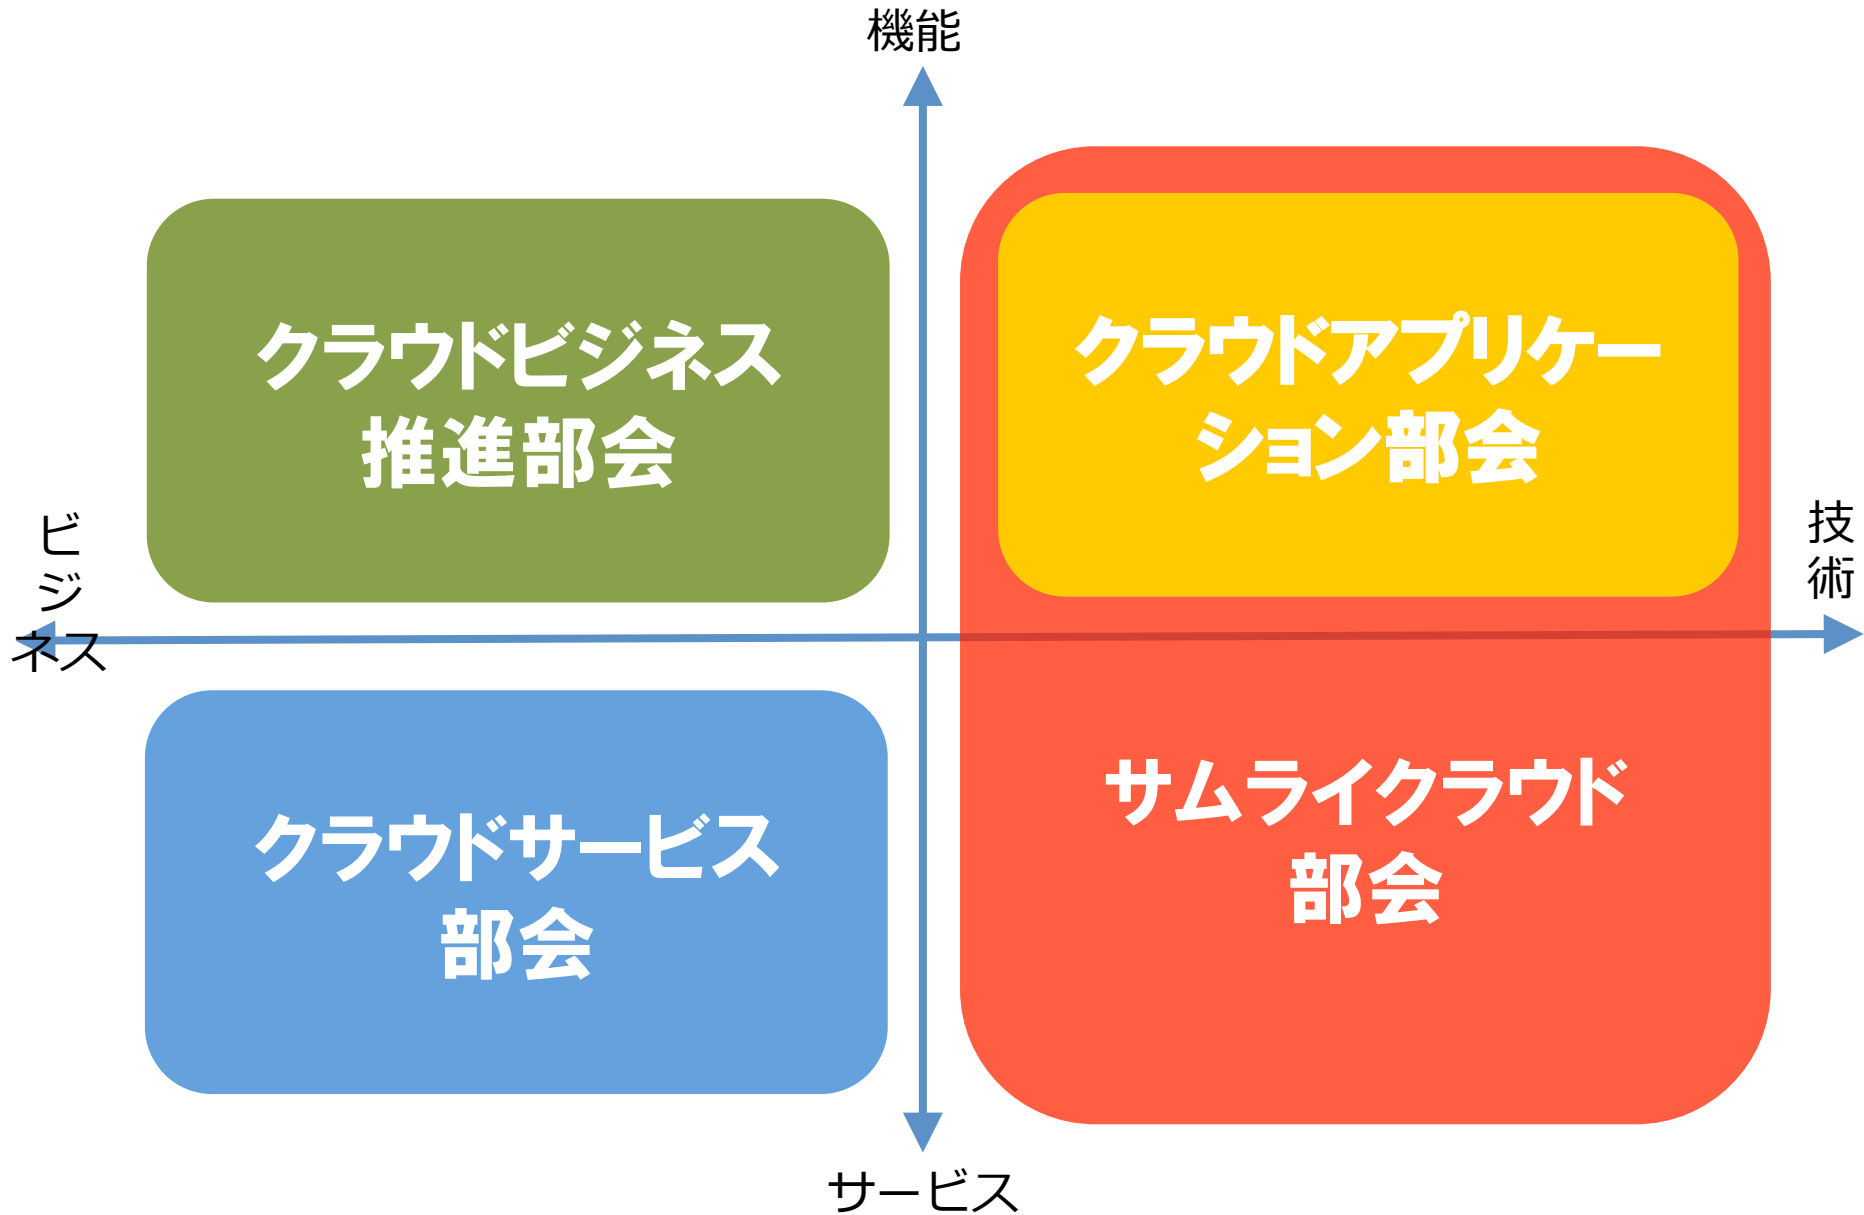 機能
クラウドビジネス
推進部会
クラウドアプリケー
ション部会
ビ
ジ
ネス
技
術
クラウドサービス
部会
サムライクラウド
部会
サービス